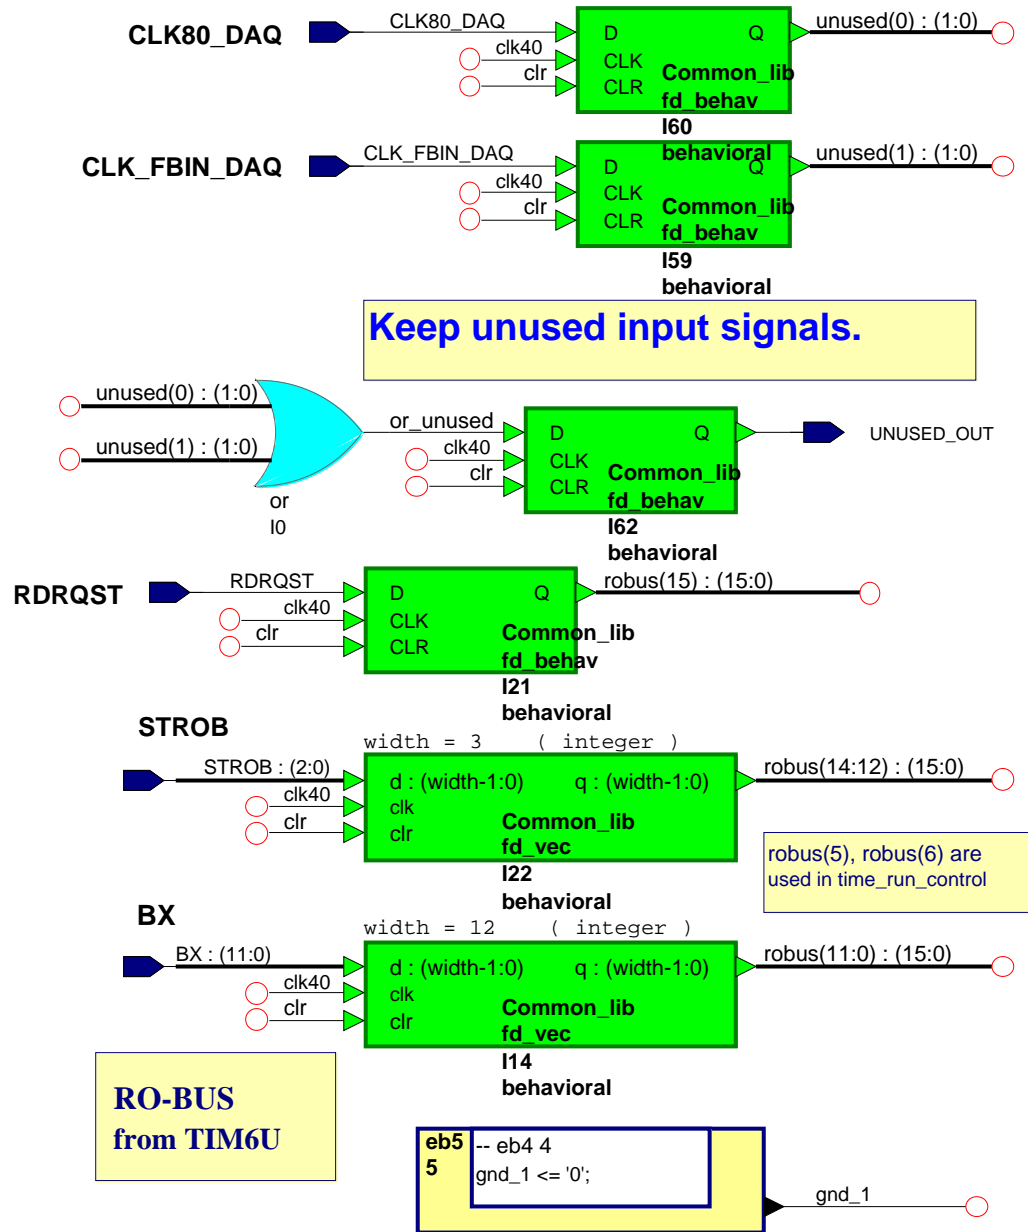 CLK80_DAQ
CLK80_DAQ
clk40
clr
D
CLK
CLR
Q
Common_lib
fd_behav
I60
behavioral
unused(0) : (1:0)
CLK_FBIN_DAQ
CLK_FBIN_DAQ
clk40
clr
D
CLK
CLR
Q
Common_lib
fd_behav
I59
behavioral
unused(1) : (1:0)
Keep unused input signals.
unused(0) : (1:0)
unused(1) : (1:0)
or
I0
or_unused
clk40
clr
D
CLK
CLR
Q
Common_lib
fd_behav
I62
behavioral
UNUSED_OUT
RDRQST
RDRQST
clk40
clr
D
CLK
CLR
Q
Common_lib
fd_behav
I21
behavioral
robus(15) : (15:0)
STROB
width = 3 ( integer )
STROB : (2:0)
clk40
clr
d : (width-1:0)
clk
clr
q : (width-1:0)
Common_lib
fd_vec
I22
behavioral
robus(14:12) : (15:0)
robus(5), robus(6) are
used in time_run_control
BX
width = 12 ( integer )
BX : (11:0)
clk40
clr
d : (width-1:0)
clk
clr
q : (width-1:0)
Common_lib
fd_vec
I14
behavioral
robus(11:0) : (15:0)
RO-BUS
from TIM6U
eb5
5
-- eb4 4
gnd_1 <= '0';
gnd_1